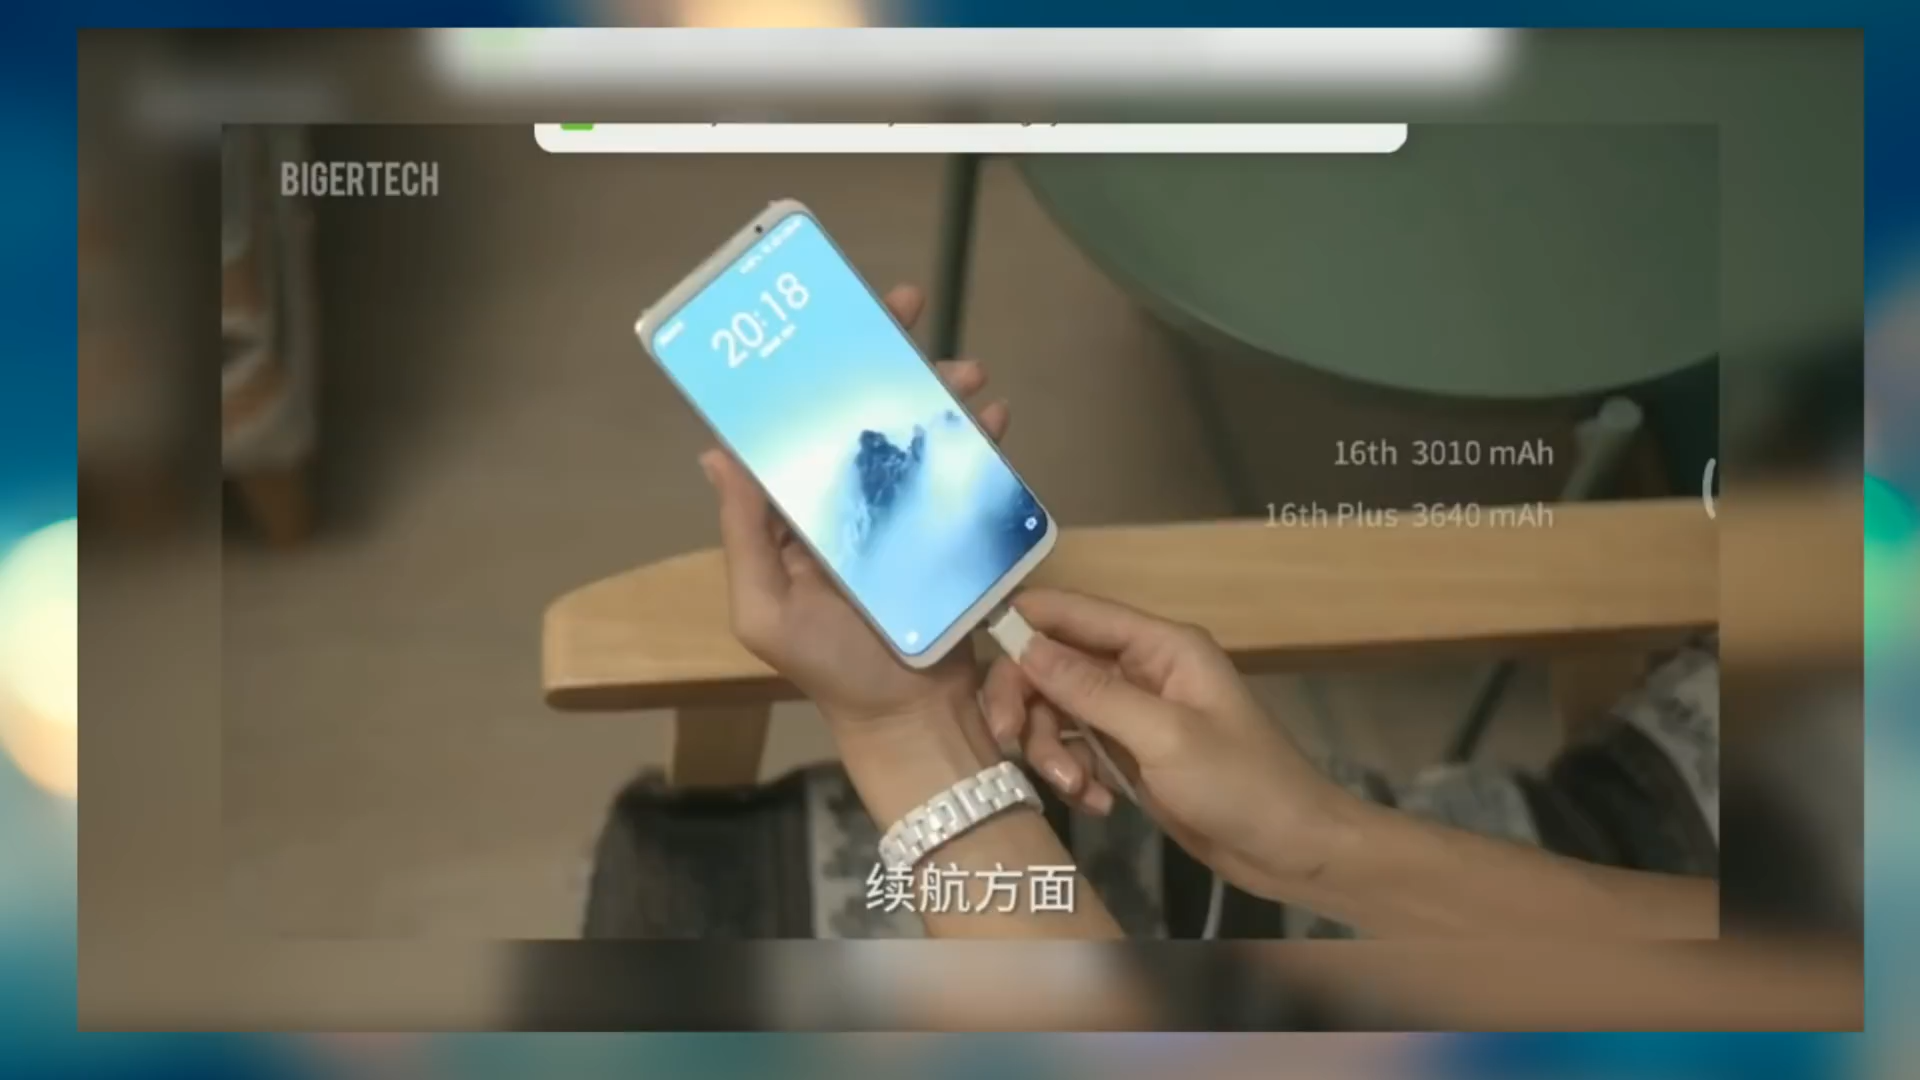 BIGERTECH
20:18
16th 3010 mAh
16th Plus 3640 mAh
续航方面